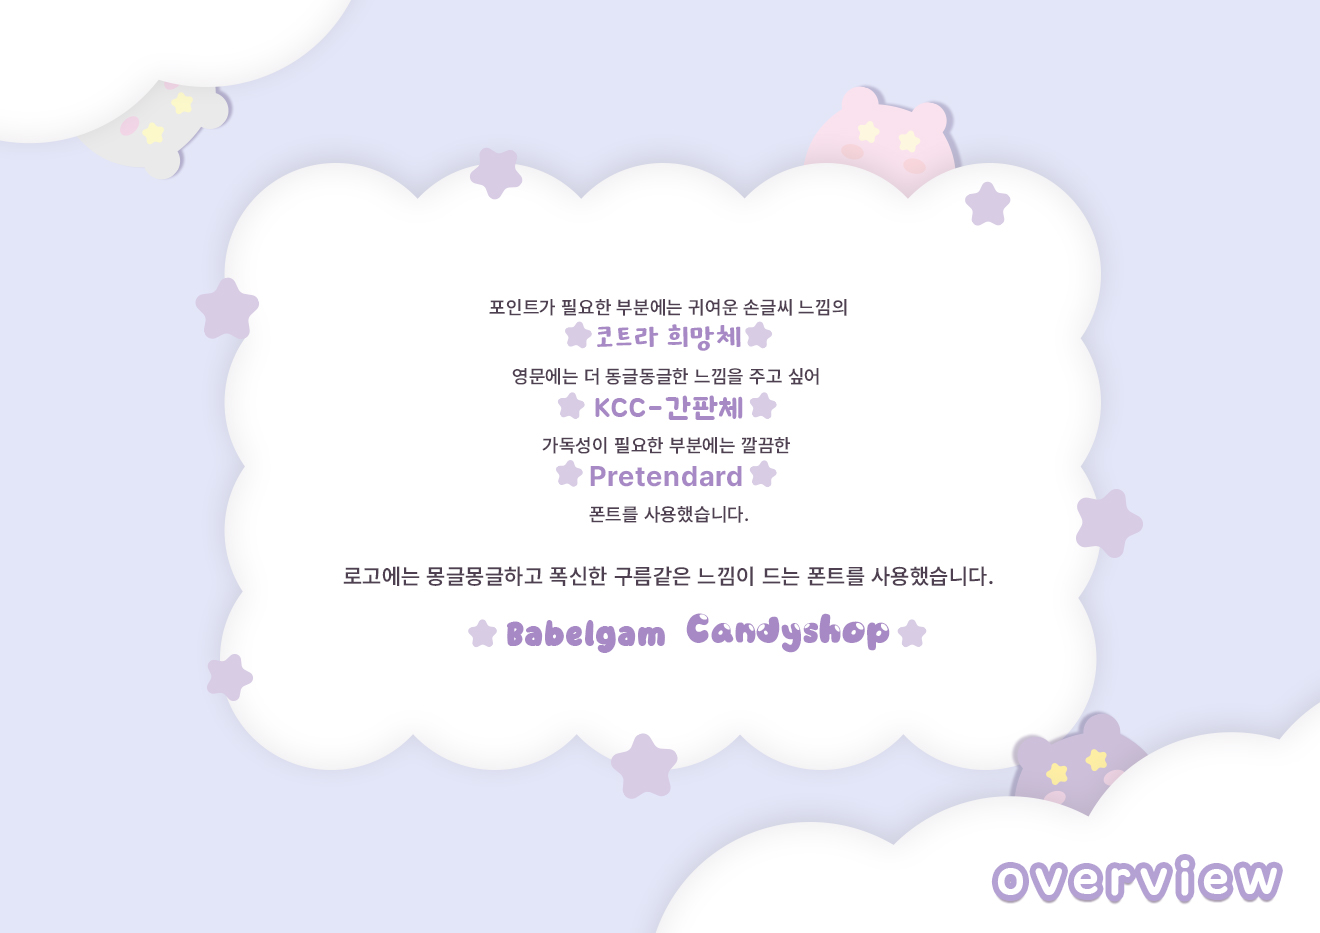 포인트가 필요한 부분에는 귀여운 손글씨 느낌의
코트라 희망체
영문에는 더 동글동글한 느낌을 주고 싶어
KCC-간판체
가독성이 필요한 부분에는 깔끔한
Pretendard
폰트를 사용했습니다.
로고에는 몽글몽글하고 폭신한 구름같은 느낌이 드는 폰트를 사용했습니다.
Babelgam Candyshop
overview